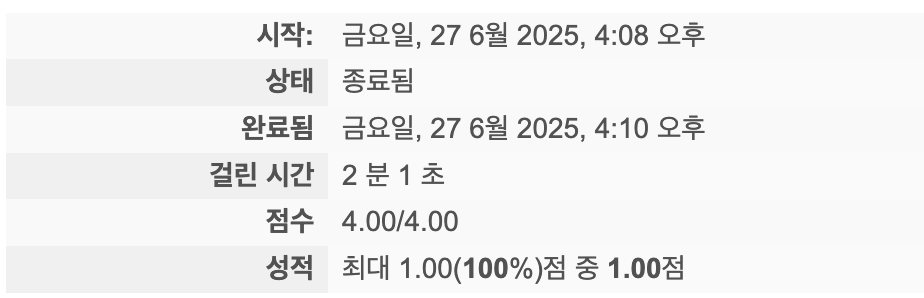 시작: 금요일, 27 6월 2025, 4:08 오후
상태 종료됨
완료됨 금요일, 27 6월 2025, 4:10 오후
걸린 시간 2 분 1 초
점수 4.00/4.00
성적 최대 1.00(100%)점 중 1.00점